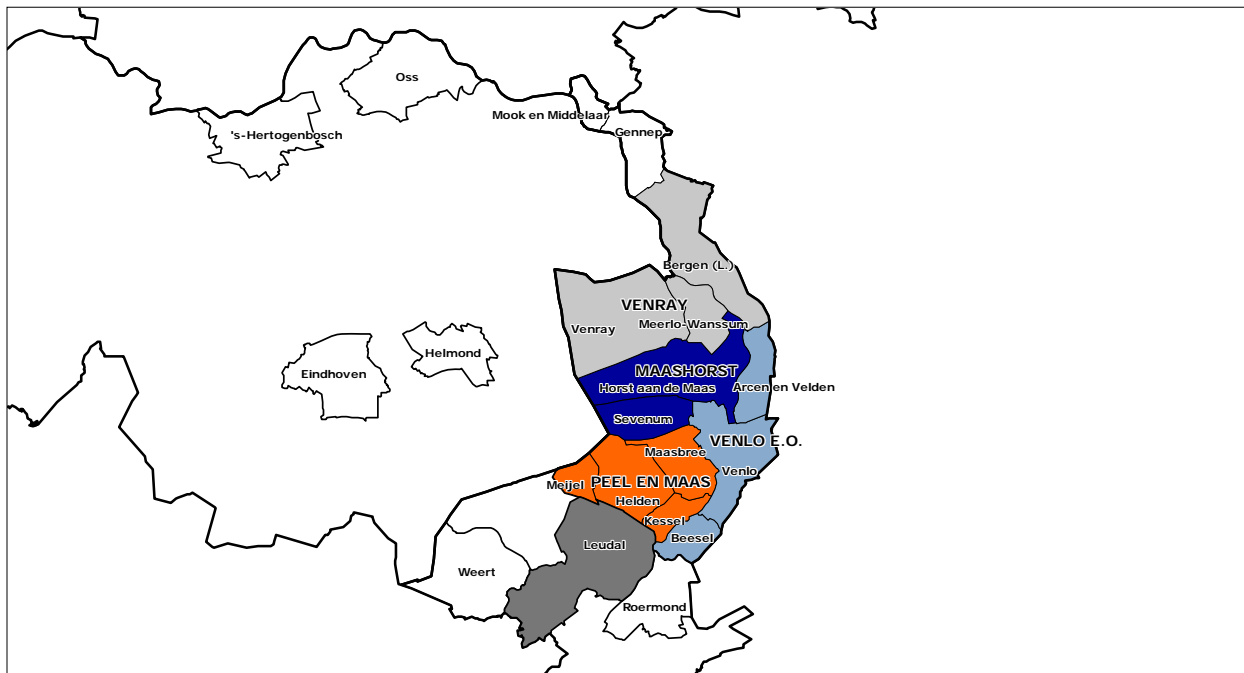 Oss
Mook en Middelaar
Gennep
's-Hertogenbosch
Bergen (L.)
VENRAY
Venray
Meerlo-Wanssum
Helmond
Eindhoven
MAASHORST
Horst aan de Maas
Arcen en Velden
Sevenum
VENLO E.O.
Maasbree
Venlo
PEEL EN MAAS
Meijel
Helden
Kessel
Beesel
Leudal
Weert
Roermond